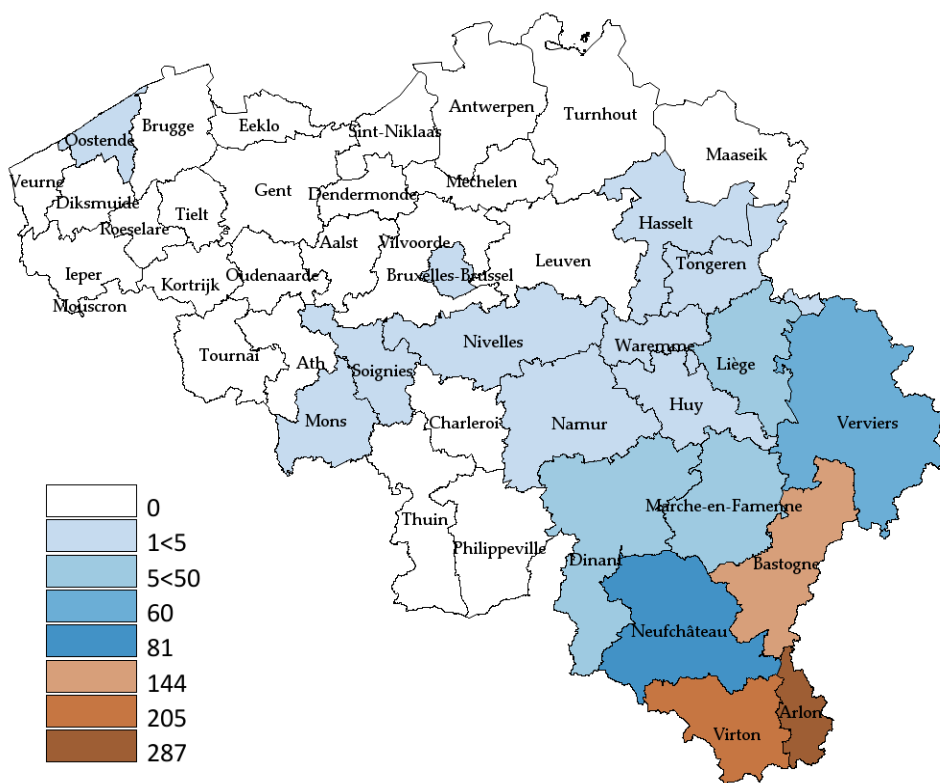 Antwerpen
Turnhout
Brugge
Eeklo
Sint-Niklaas
Oostende
Maaseik
Veurne
Gent
Dendermonde
Mechelen
Diksmuide
Tielt
Roeselare
Hasselt
Aalst
Vilvoorde
Leuven
Tongeren
Ieper
Kortrijk
Oudenaarde
Bruxelles-Brussel
Mouscron
Tournai
Ath
Nivelles
Waremme
Soignies
Liège
Mons
Charleroi
Namur
Huy
Verviers
Thuin
Marche-en-Famenne
Philippeville
Dinant
Bastogne
Neufchâteau
Arlon
Virton
0
1<5
5<50
60
81
144
205
287